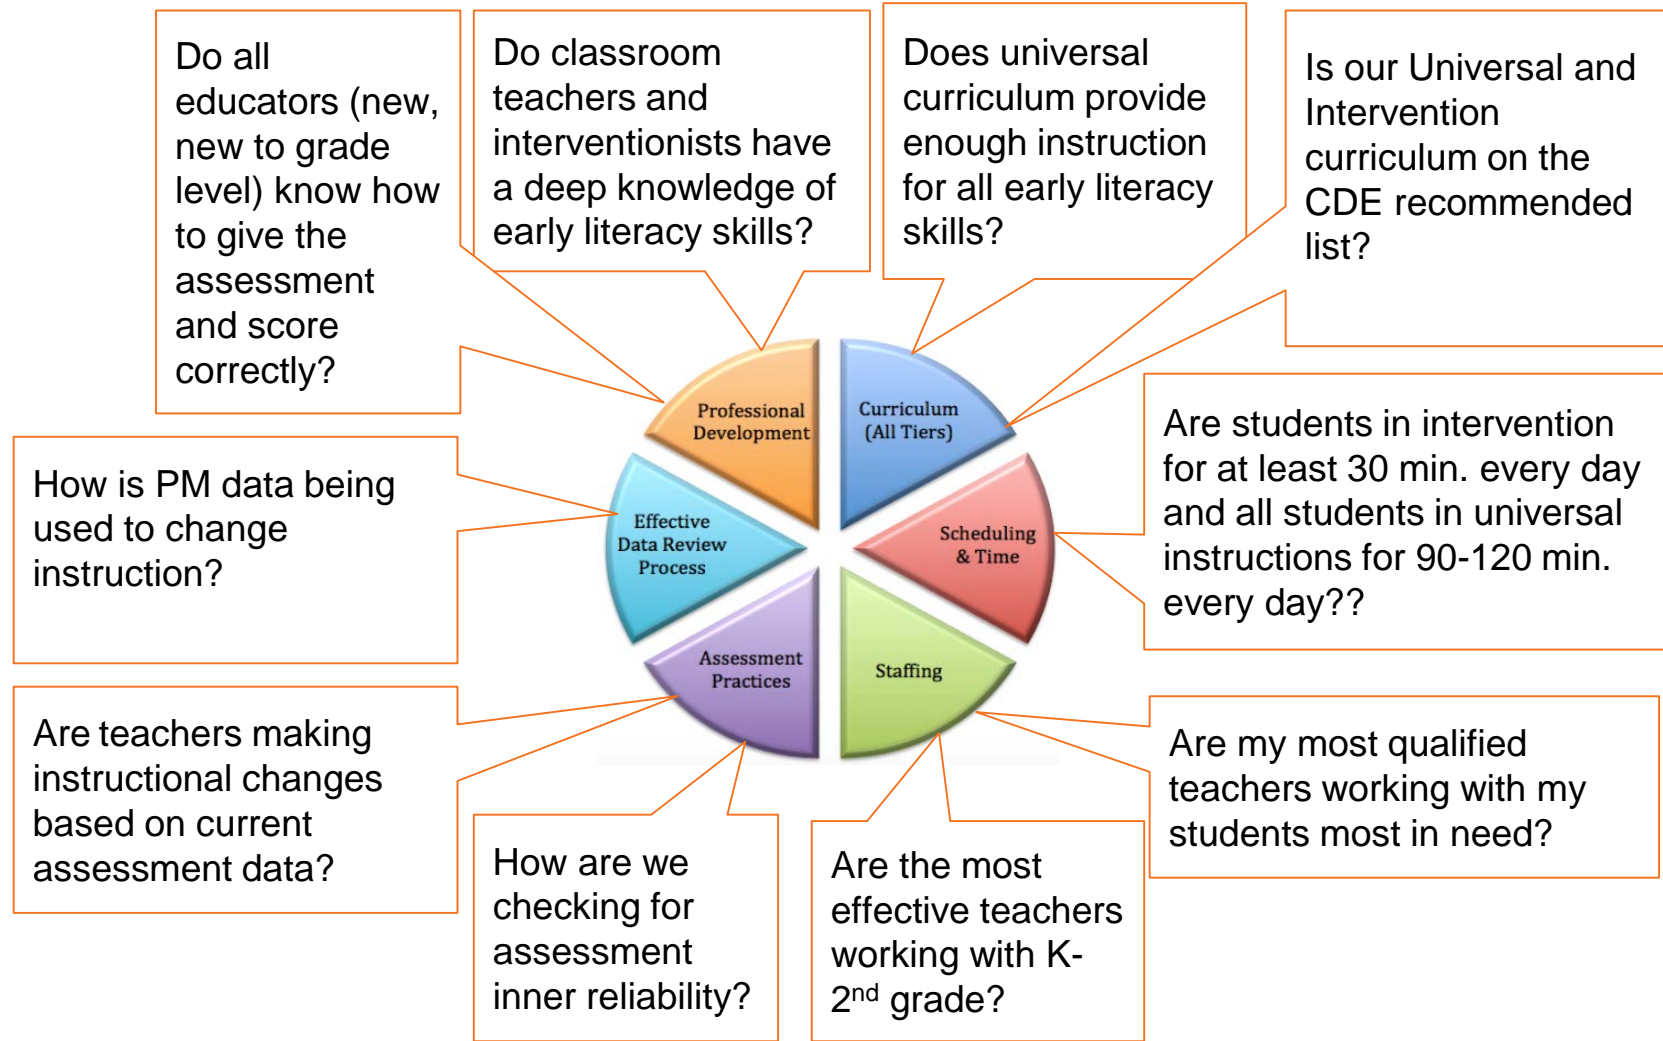 Do all
educators (new,
new to grade
level) know how
to give the
assessment
and score
correctly?
Do classroom
teachers and
interventionists have
a deep knowledge of
early literacy skills?
Does universal
curriculum provide
enough instruction
for all early literacy
skills?
Is our Universal and
Intervention
curriculum on the
CDE recommended
list?
Professional
Development
Curriculum
(All Tiers)
How is PM data being
used to change
instruction?
Effective
Data Review
Process
Scheduling
& Time
Are students in intervention
for at least 30 min. every day
and all students in universal
instructions for 90-120 min.
every day??
Assessment
Practices
Staffing
Are teachers making
instructional changes
based on current
assessment data?
How are we
checking for
assessment
inner reliability?
Are the most
effective teachers
working with K-
2nd grade?
Are my most qualified
teachers working with my
students most in need?